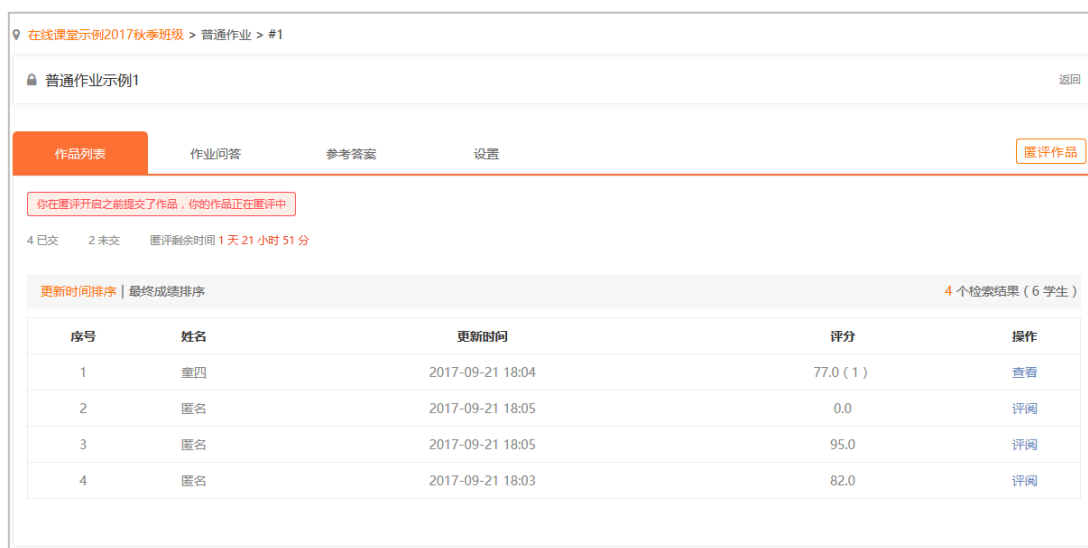 在线课堂示例2017秋季班级 > 普通作业 > #1
普通作业示例1 返回
作品列表 作业问答 参考答案 设置 匿评作品
你在匿评开启之前提交了作品，你的作品正在匿评中
4 已交 2 未交 匿评剩余时间 1 天 21 小时 51 分
更新时间排序 | 最终成绩排序 4 个检索结果（6 学生）
序号 姓名 更新时间 评分 操作
1 童四 2017-09-21 18:04 77.0（1） 查看
2 匿名 2017-09-21 18:05 0.0 评阅
3 匿名 2017-09-21 18:05 95.0 评阅
4 匿名 2017-09-21 18:03 82.0 评阅